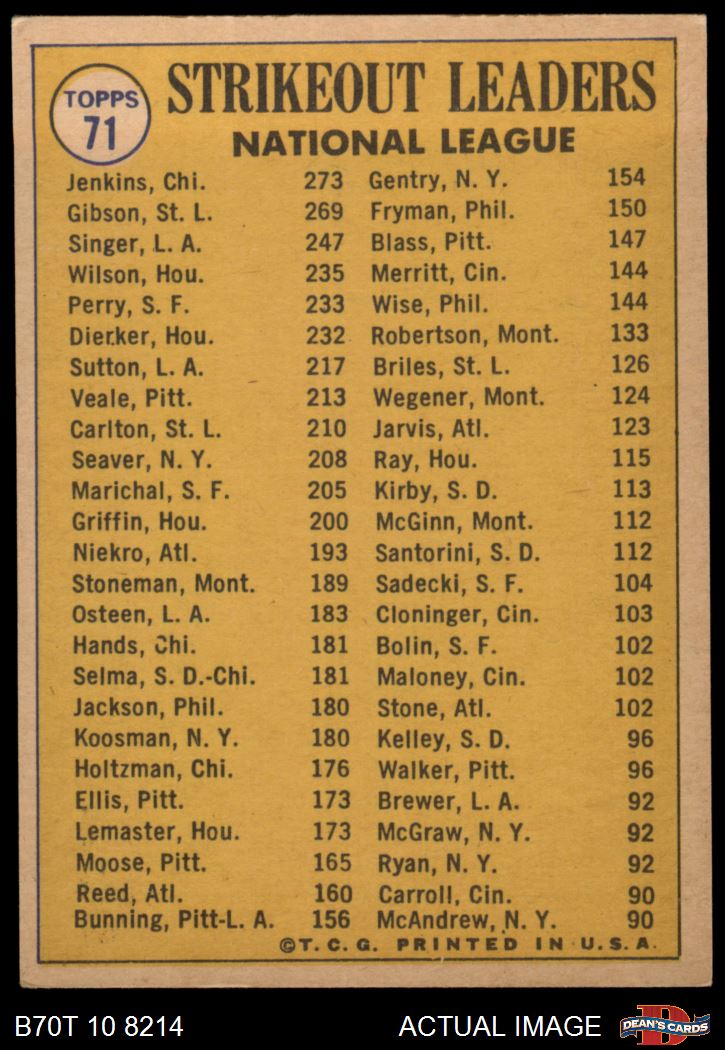 TOPPS
71
STRIKEOUT LEADERS
NATIONAL LEAGUE
Jenkins, Chi. 273 Gentry, N. Y. 154
Gibson, St. L. 269 Fryman, Phil. 150
Singer, L. A. 247 Blass, Pitt. 147
Wilson, Hou. 235 Merritt, Cin. 144
Perry, S. F. 233 Wise, Phil. 144
Dierker, Hou. 232 Robertson, Mont. 133
Sutton, L. A. 217 Briles, St. L. 126
Veale, Pitt. 213 Wegener, Mont. 124
Carlton, St. L. 210 Jarvis, Atl. 123
Seaver, N. Y. 208 Ray, Hou. 115
Marichal, S. F. 205 Kirby, S. D. 113
Griffin, Hou. 200 McGinn, Mont. 112
Niekro, Atl. 193 Santorini, S. D. 112
Stoneman, Mont. 189 Sadecki, S. F. 104
Osteen, L. A. 183 Cloninger, Cin. 103
Hands, Chi. 181 Bolin, S. F. 102
Selma, S. D.-Chi. 181 Maloney, Cin. 102
Jackson, Phil. 180 Stone, Atl. 102
Koosman, N. Y. 180 Kelley, S. D. 96
Holtzman, Chi. 176 Walker, Pitt. 96
Ellis, Pitt. 173 Brewer, L. A. 92
Lemaster, Hou. 173 McGraw, N. Y. 92
Moose, Pitt. 165 Ryan, N. Y. 92
Reed, Atl. 160 Carroll, Cin. 90
Bunning, Pitt-L. A. 156 McAndrew, N. Y. 90
©T. C. G. PRINTED IN U. S. A.
B70T 10 8214 ACTUAL IMAGE D DEAN'S CARDS